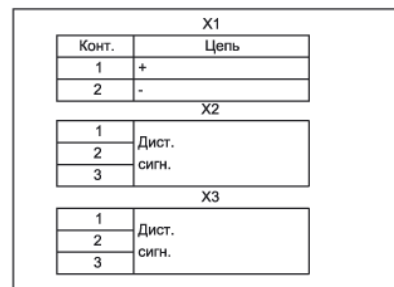 X1
Конт. Цепь
1 +
2 -
X2
1
2
3
Дист.
сигн.
X3
1
2
3
Дист.
сигн.